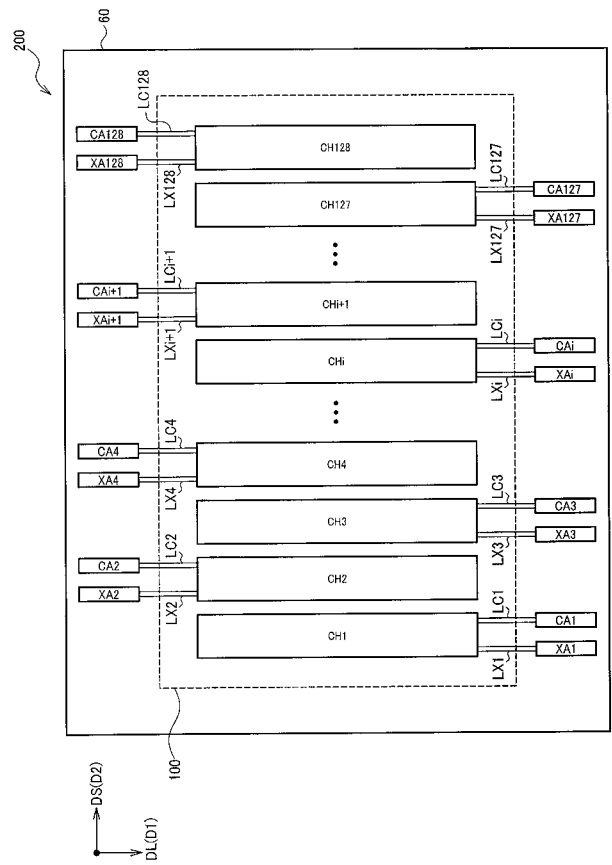 200
60
CA128
XA128
LC128
LX128
CH128
CH127
LC127
LX127
CA127
XA127
CAi+1
XAi+1
LCi+1
LXi+1
CHi+1
CHi
LCi
LXi
CAi
XAi
CA4
XA4
LC4
LX4
CH4
CH3
LC3
LX3
CA3
XA3
CA2
XA2
LC2
LX2
CH2
CH1
LC1
LX1
CA1
XA1
100
DS(D2)
DL(D1)